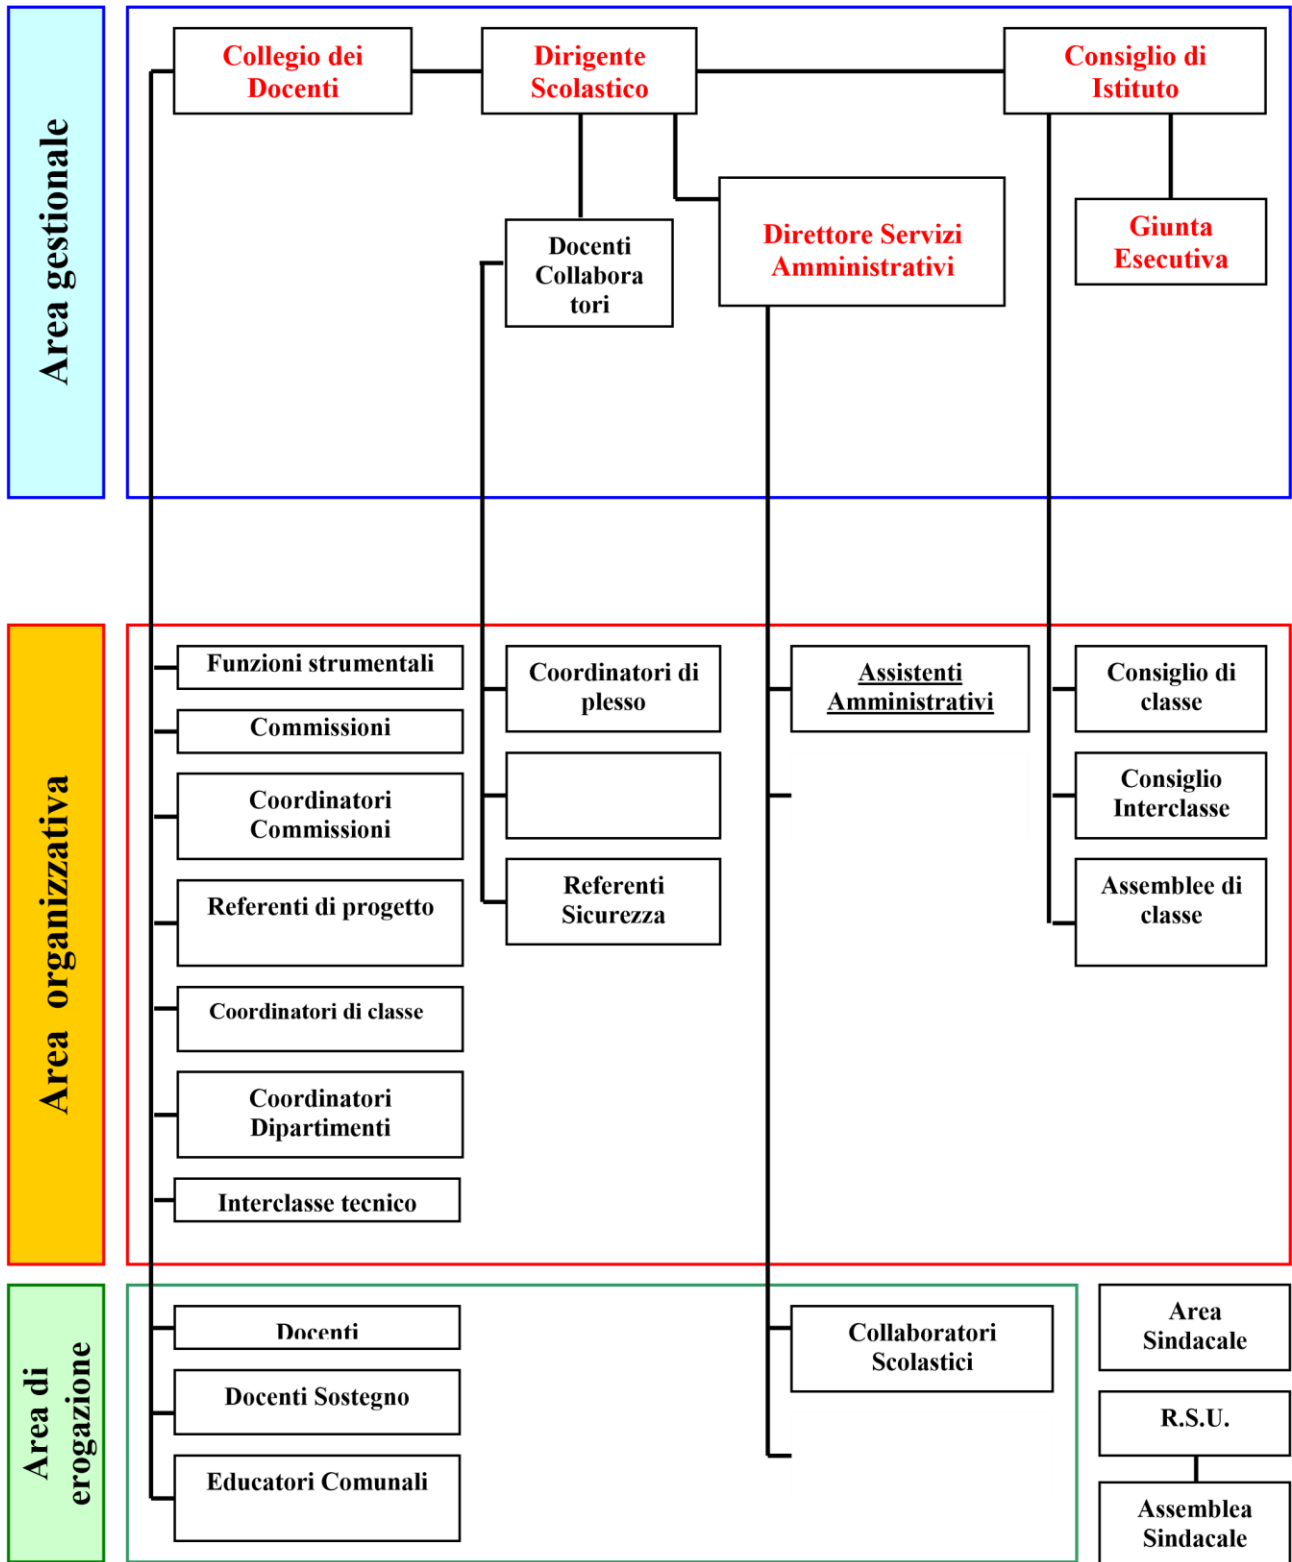 Area gestionale
Collegio dei
Docenti
Dirigente
Scolastico
Consiglio di
Istituto
Docenti
Collabora
tori
Direttore Servizi
Amministrativi
Giunta
Esecutiva
Area organizzativa
Funzioni strumentali
Commissioni
Coordinatori
Commissioni
Referenti di progetto
Coordinatori di classe
Coordinatori
Dipartimenti
Interclasse tecnico
Coordinatori di
plesso
Referenti
Sicurezza
Assistenti
Amministrativi
Consiglio di
classe
Consiglio
Interclasse
Assemblee di
classe
Area di
erogazione
Docenti
Docenti Sostegno
Educatori Comunali
Collaboratori
Scolastici
Area
Sindacale
R.S.U.
Assemblea
Sindacale